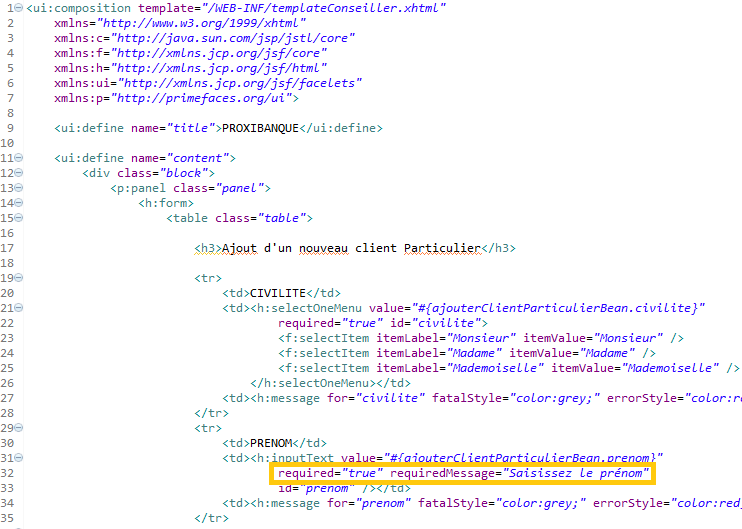 1 <ui:composition template="/WEB-INF/templateConseiller.xhtml"
2 xmlns="http://www.w3.org/1999/xhtml"
3 xmlns:c="http://java.sun.com/jsp/jstl/core"
4 xmlns:f="http://xmlns.jcp.org/jsf/core"
5 xmlns:h="http://xmlns.jcp.org/jsf/html"
6 xmlns:ui="http://xmlns.jcp.org/jsf/facelets"
7 xmlns:p="http://primefaces.org/ui">
8
9 <ui:define name="title">PROXIBANQUE</ui:define>
10
11 <ui:define name="content">
12 <div class="block">
13 <p:panel class="panel">
14 <h:form>
15 <table class="table">
16
17 <h3>Ajout d'un nouveau client Particulier</h3>
18
19 <tr>
20 <td>CIVILITE</td>
21 <td><h:selectOneMenu value="#{ajouterClientParticulierBean.civilite}"
22 required="true" id="civilite">
23 <f:selectItem itemLabel="Monsieur" itemValue="Monsieur" />
24 <f:selectItem itemLabel="Madame" itemValue="Madame" />
25 <f:selectItem itemLabel="Mademoiselle" itemValue="Mademoiselle" />
26 </h:selectOneMenu></td>
27 <td><h:message for="civilite" fatalStyle="color:grey;" errorStyle="color:re
28 </tr>
29 <tr>
30 <td>PRENOM</td>
31 <td><h:inputText value="#{ajouterClientParticulierBean.prenom}"
32 required="true" requiredMessage="Saisissez le prénom"
33 id="prenom" /></td>
34 <td><h:message for="prenom" fatalStyle="color:grey;" errorStyle="color:red
35 </tr>